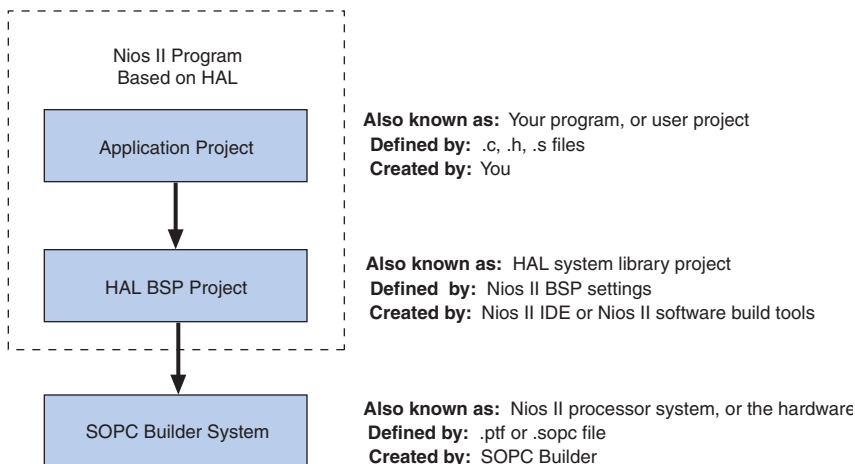 Nios II Program
Based on HAL
Application Project
Also known as: Your program, or user project
Defined by: .c, .h, .s files
Created by: You
HAL BSP Project
Also known as: HAL system library project
Defined by: Nios II BSP settings
Created by: Nios II IDE or Nios II software build tools
SOPC Builder System
Also known as: Nios II processor system, or the hardware
Defined by: .ptf or .sopc file
Created by: SOPC Builder